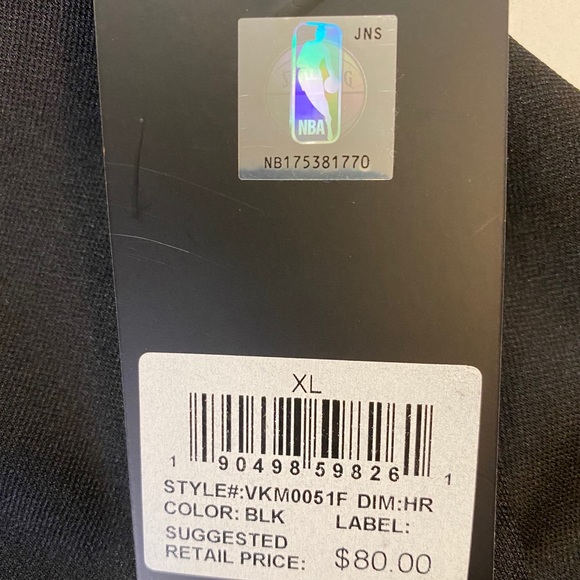 JNS
NBA
NB175381770
XL
1 90498 59826 1
STYLE#:VKM0051F DIM:HR
COLOR: BLK LABEL:
SUGGESTED
RETAIL PRICE: $80.00